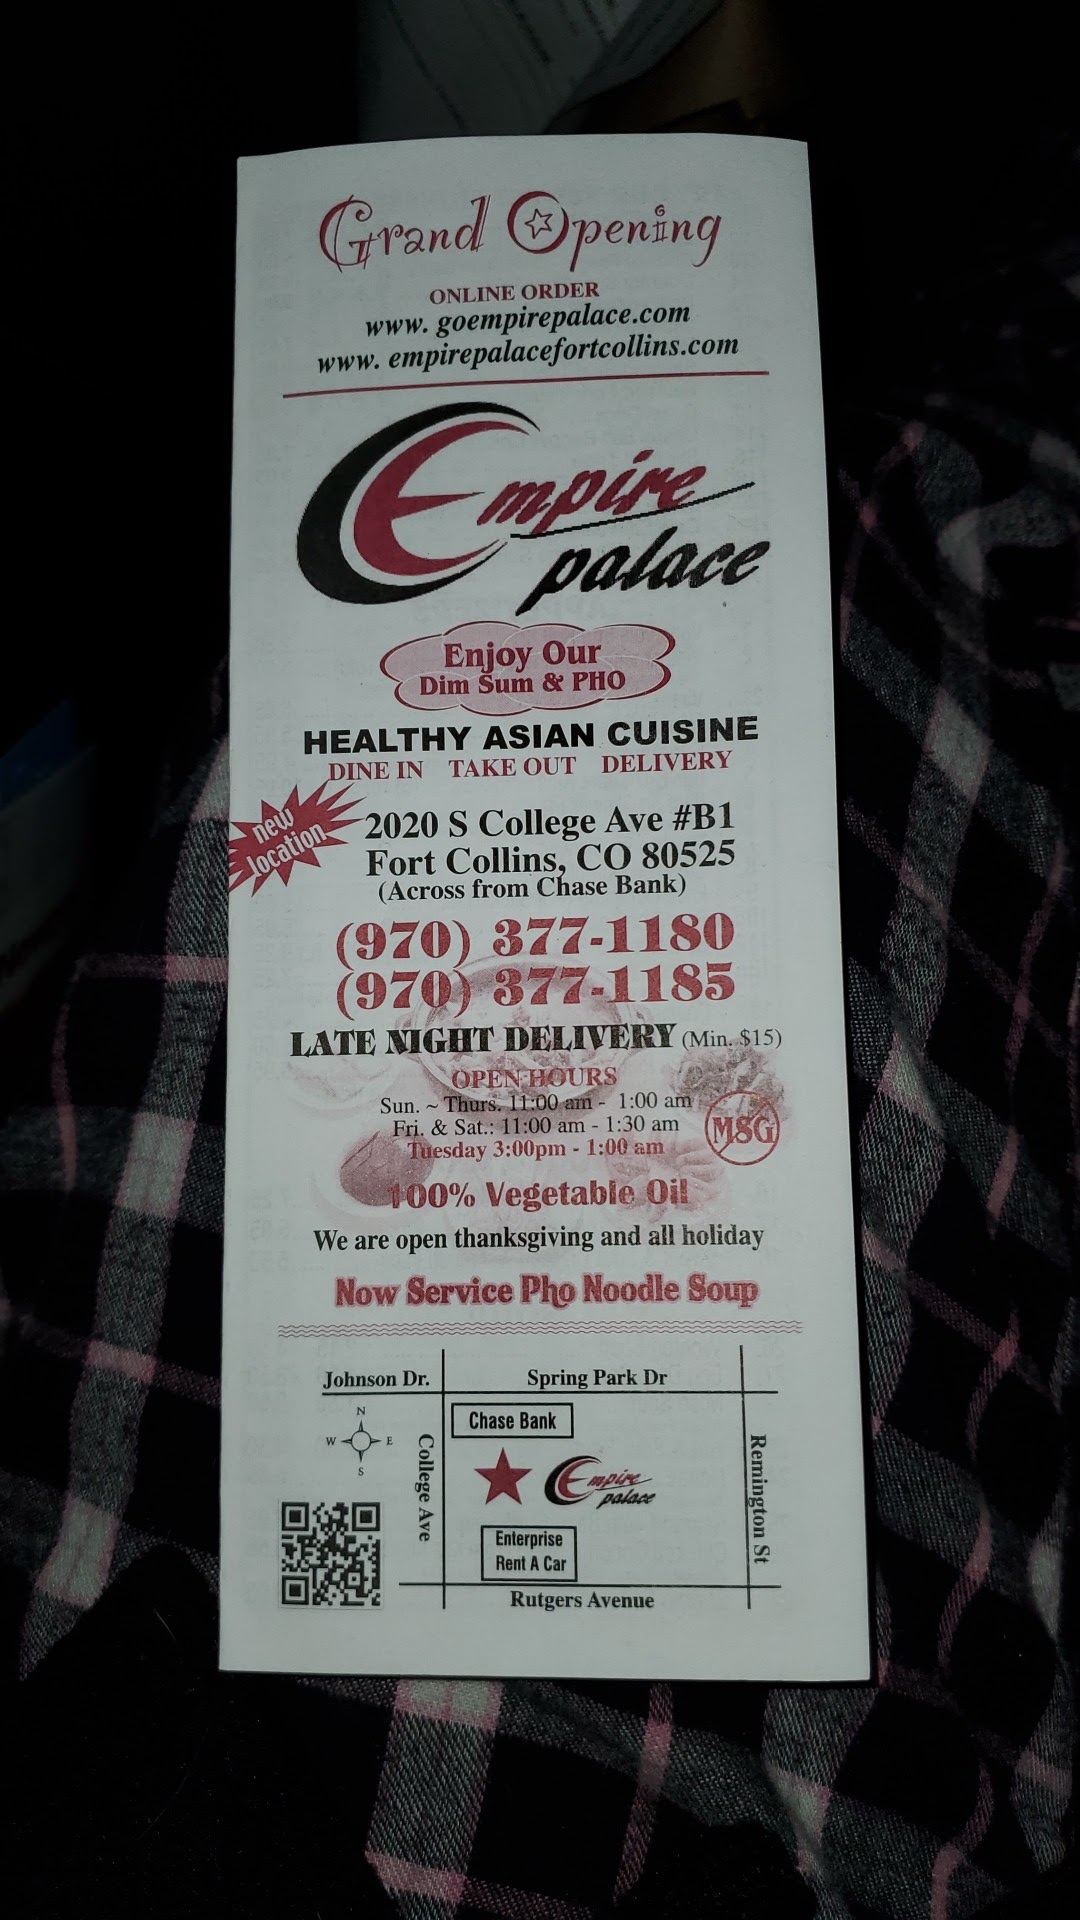 Grand Opening
ONLINE ORDER
www. goempirepalace.com
www. empirepalacefortcollins.com
Empire
palace
Enjoy Our
Dim Sum & PHO
HEALTHY ASIAN CUISINE
DINE IN TAKE OUT DELIVERY
new
location
2020 S College Ave #B1
Fort Collins, CO 80525
(Across from Chase Bank)
(970) 377-1180
(970) 377-1185
LATE NIGHT DELIVERY (Min. $15)
OPEN HOURS
Sun. ~ Thurs. 11:00 am - 1:00 am
Fri. & Sat.: 11:00 am - 1:30 am
Tuesday 3:00pm - 1:00 am
MSG
100% Vegetable Oil
We are open thanksgiving and all holiday
Now Service Pho Noodle Soup
Johnson Dr.
Spring Park Dr
N
W
E
S
College Ave
Chase Bank
Empire
palace
Remington St
Enterprise
Rent A Car
Rutgers Avenue